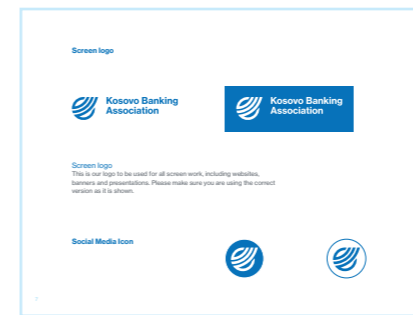 Screen logo
Kosovo Banking
Association
Kosovo Banking
Association
Screen logo
This is our logo to be used for all screen work, including websites,
banners and presentations. Please make sure you are using the correct
version as it is shown.
Social Media Icon